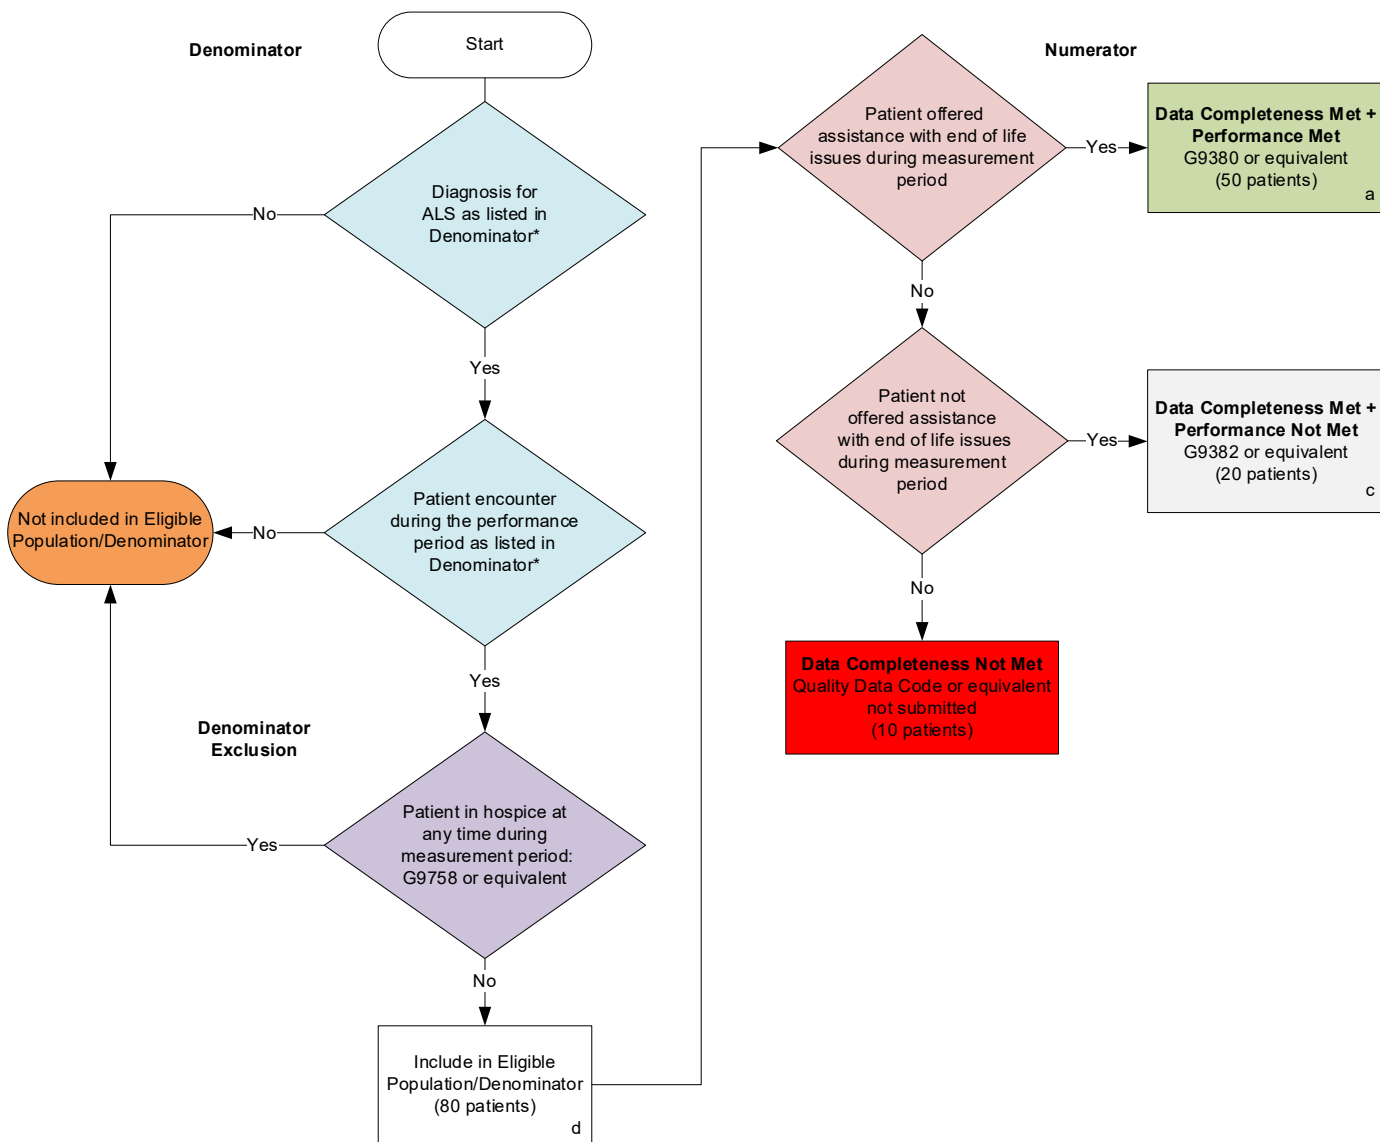 Denominator
Start
Diagnosis for
ALS as listed in
Denominator*
No
Yes
Patient encounter
during the performance
period as listed in
Denominator*
No
Not included in Eligible
Population/Denominator
Yes
Denominator
Exclusion
Patient in hospice at
any time during
measurement period:
G9758 or equivalent
Yes
No
Include in Eligible
Population/Denominator
(80 patients)
d
Numerator
Patient offered
assistance with end of life
issues during measurement
period
Yes
Data Completeness Met +
Performance Met
G9380 or equivalent
(50 patients)
a
No
Patient not
offered assistance
with end of life issues
during measurement
period
Yes
Data Completeness Met +
Performance Not Met
G9382 or equivalent
(20 patients)
c
No
Data Completeness Not Met
Quality Data Code or equivalent
not submitted
(10 patients)